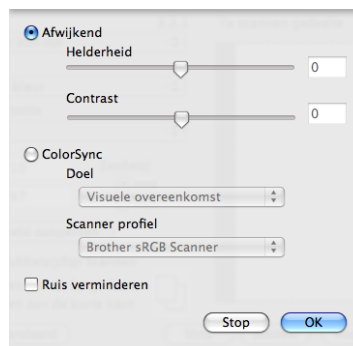 Afwijkend
Helderheid
0
Contrast
0
ColorSync
Doel
Visuele overeenkomst
Scanner profiel
Brother sRGB Scanner
Ruis verminderen
Stop OK